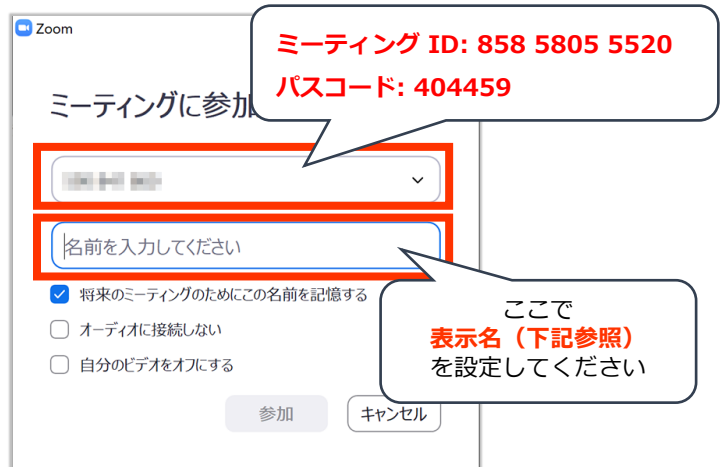 Zoom
ミーティング ID: 858 5805 5520
パスコード: 404459
ミーティングに参加
名前を入力してください
将来のミーティングのためにこの名前を記憶する
オーディオに接続しない
自分のビデオをオフにする
ここで
表示名（下記参照）
を設定してください
参加
キャンセル